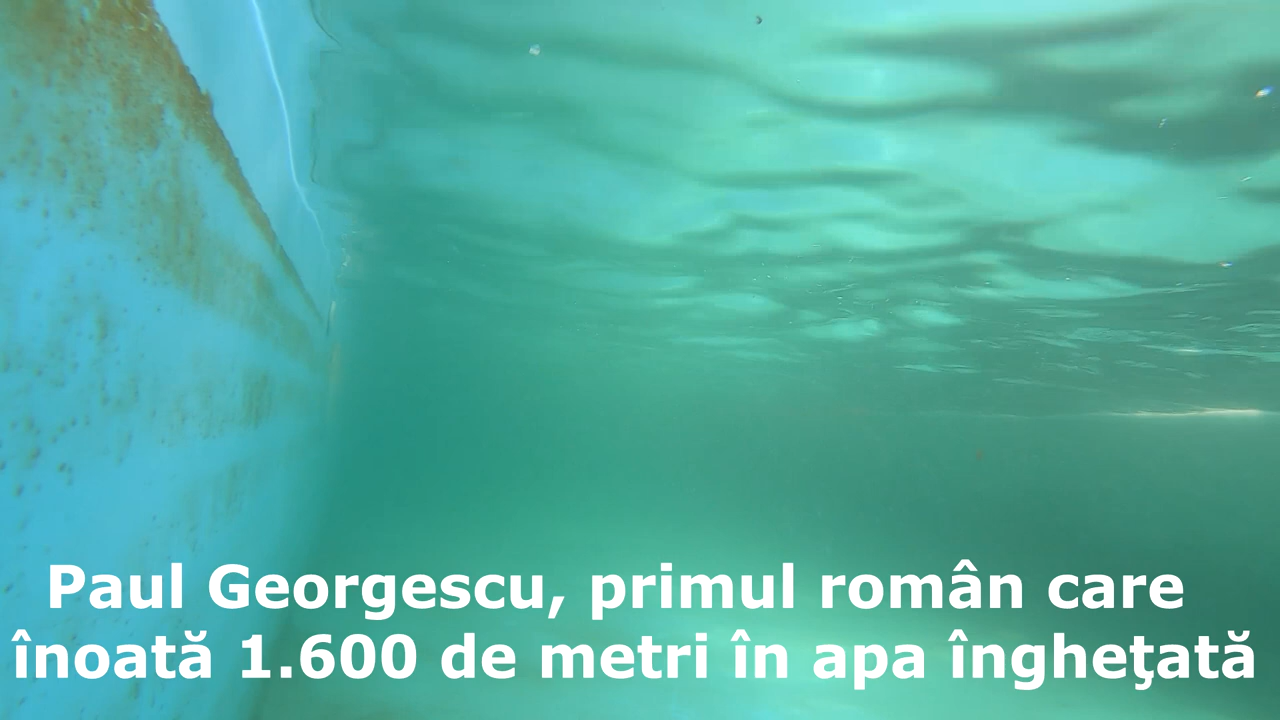 Paul Georgescu, primul român care
înoată 1.600 de metri în apa îngheţată